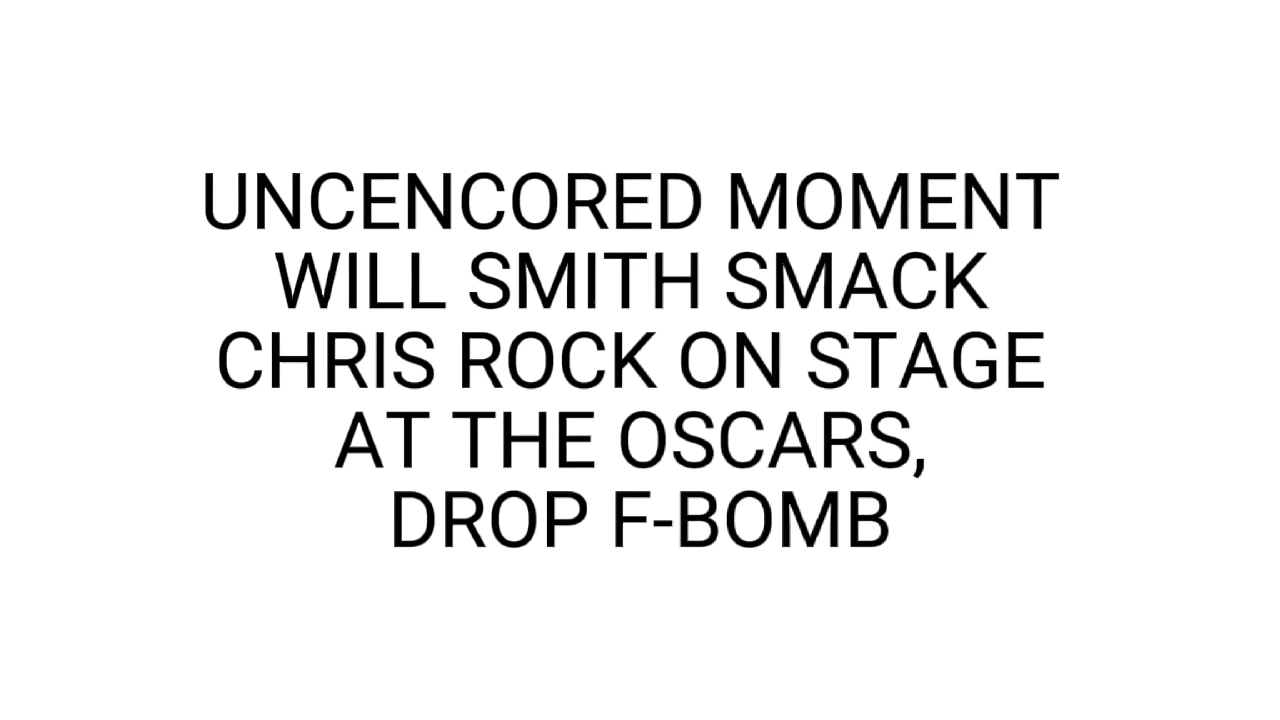 UNCENCORED MOMENT
WILL SMITH SMACK
CHRIS ROCK ON STAGE
AT THE OSCARS,
DROP F-BOMB